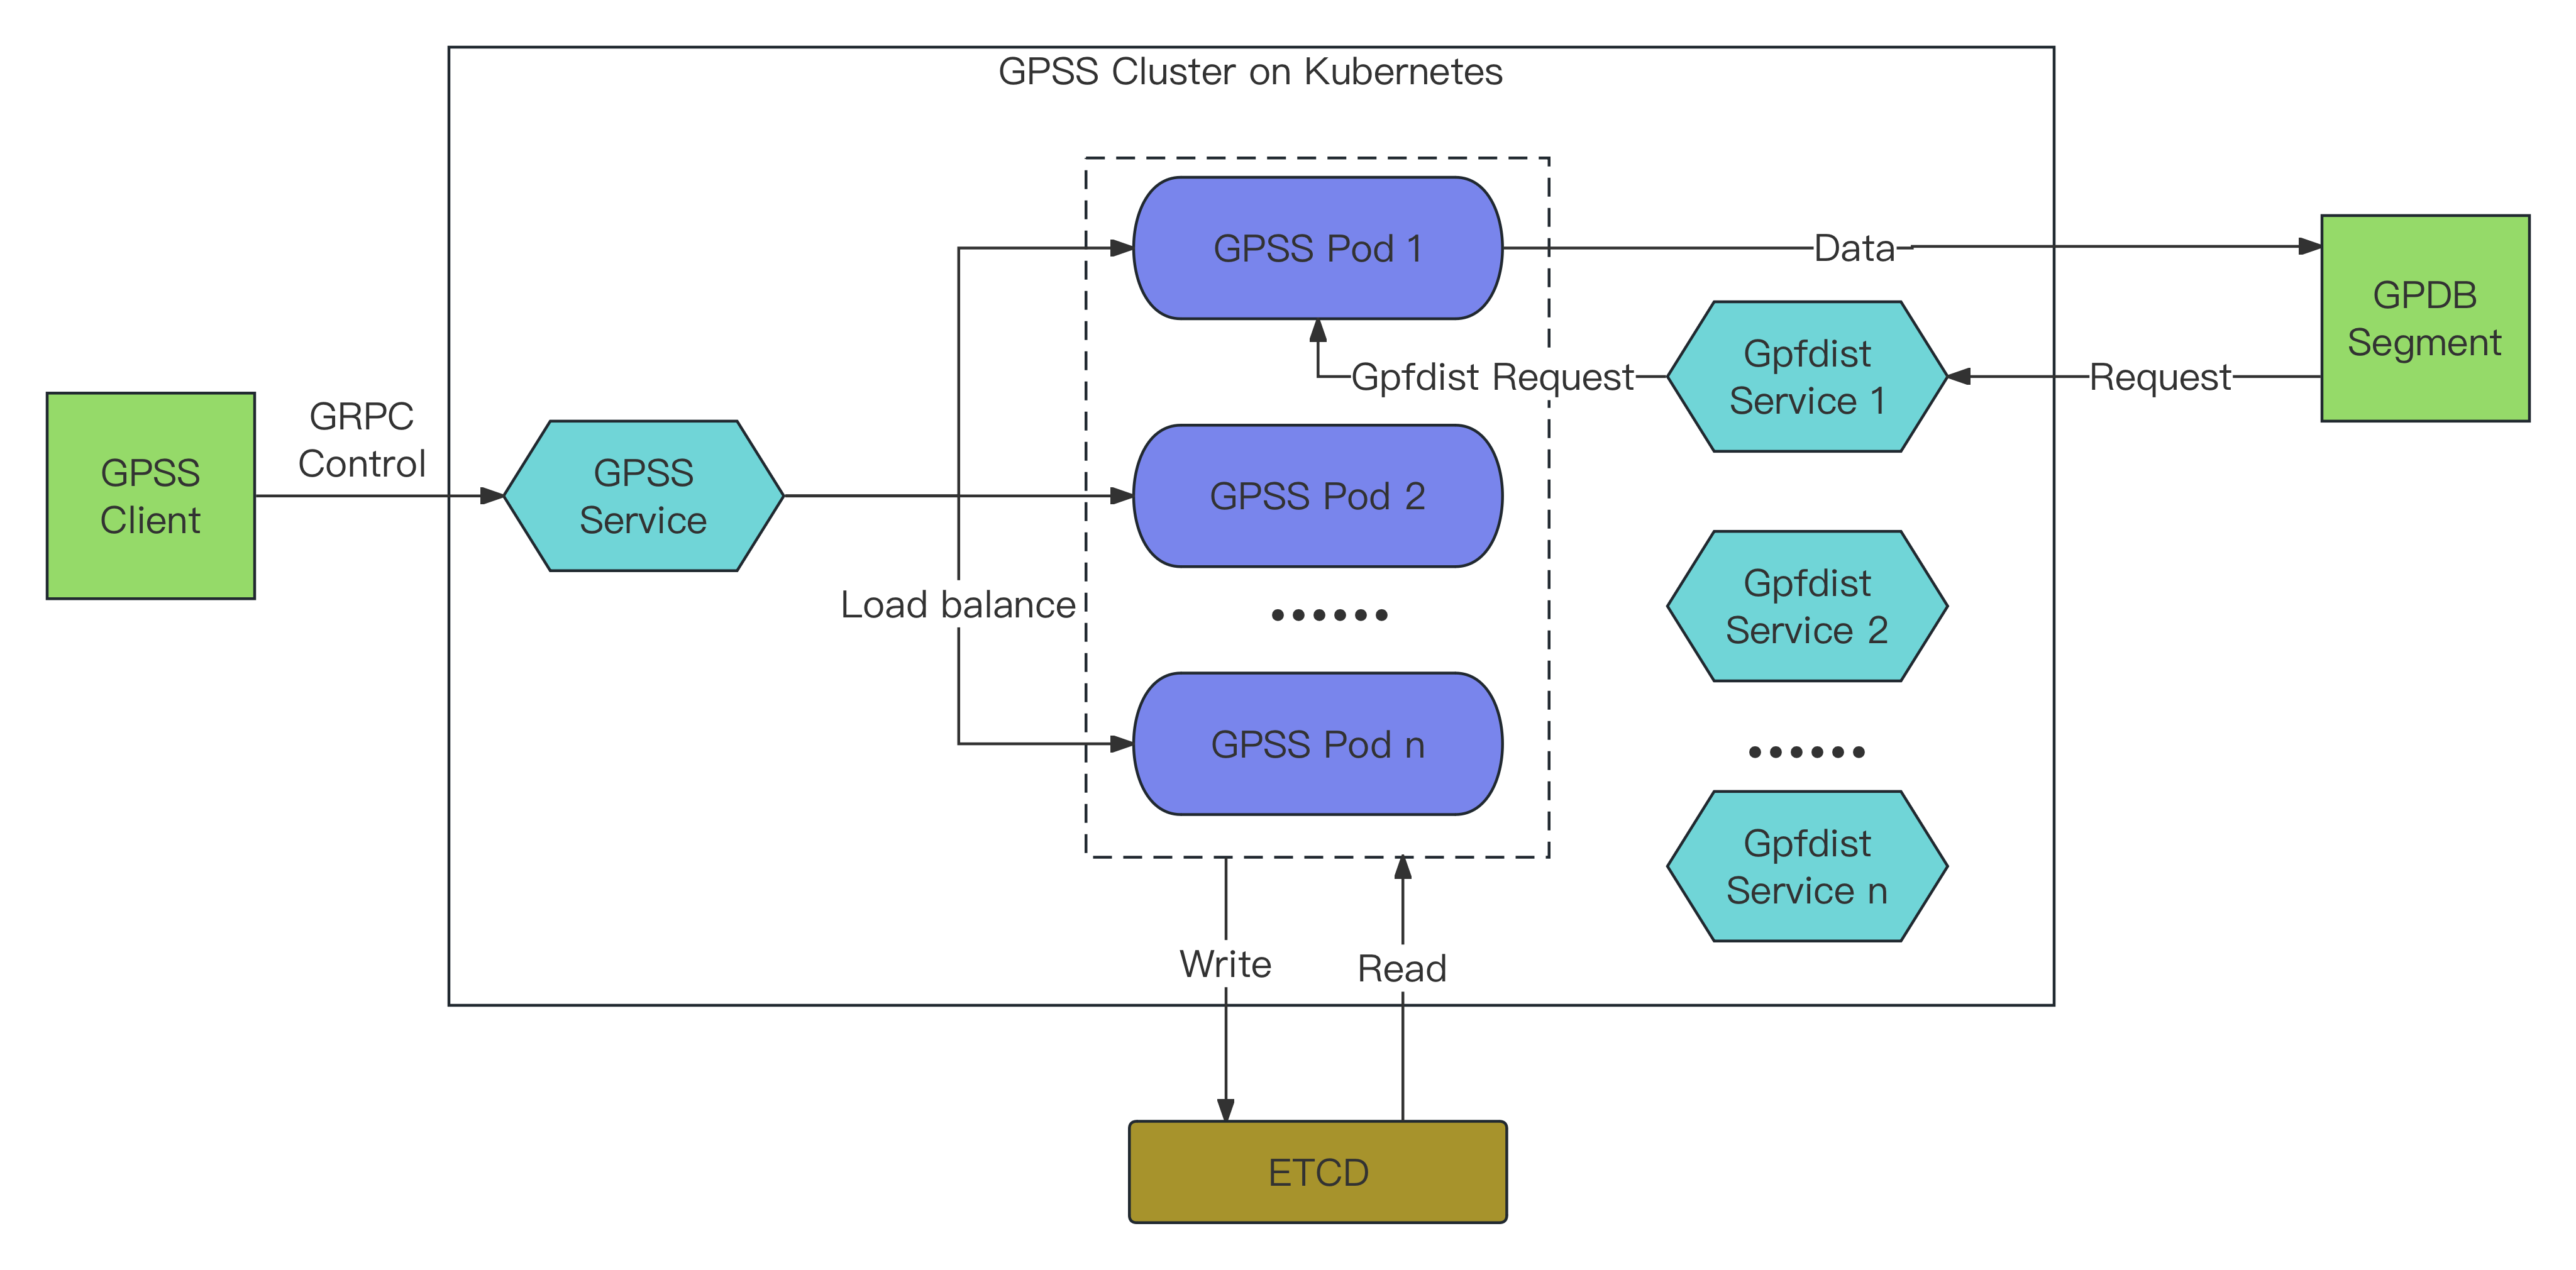 GPSS Cluster on Kubernetes
GPSS
Client
GRPC
Control
GPSS
Service
Load balance
GPSS Pod 1
GPSS Pod 2
••••••
GPSS Pod n
Data
Gpfdist Request
Gpfdist
Service 1
Request
GPDB
Segment
Gpfdist
Service 2
••••••
Gpfdist
Service n
Write
Read
ETCD